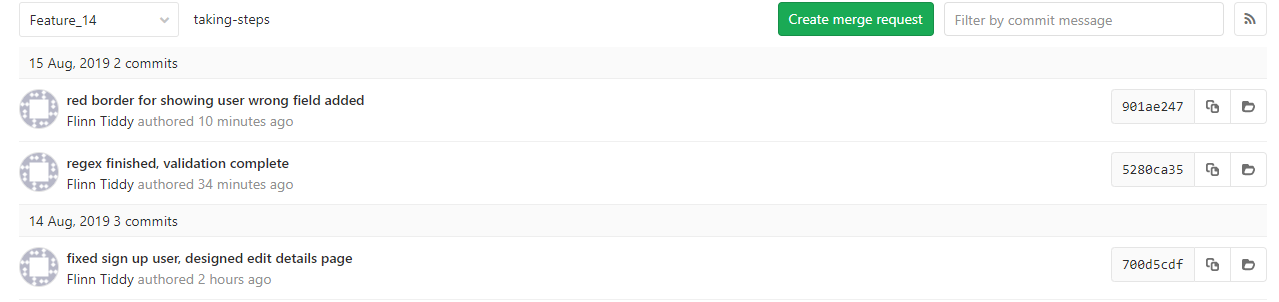 Feature_14 taking-steps Create merge request Filter by commit message
15 Aug, 2019 2 commits
red border for showing user wrong field added
Flinn Tiddy authored 10 minutes ago
901ae247
regex finished, validation complete
Flinn Tiddy authored 34 minutes ago
5280ca35
14 Aug, 2019 3 commits
fixed sign up user, designed edit details page
Flinn Tiddy authored 2 hours ago
700d5cdf